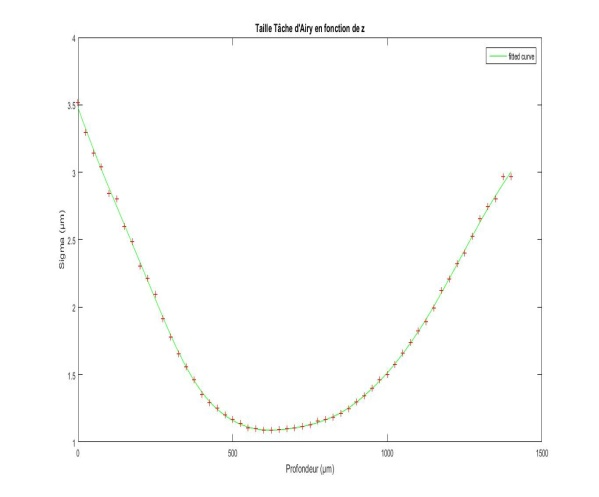 Taille Tâche d'Airy en fonction de z
4
fitted curve
3.5
3
2.5
Sigma (µm)
2
1.5
1
0
500
1000
1500
Profondeur (µm)